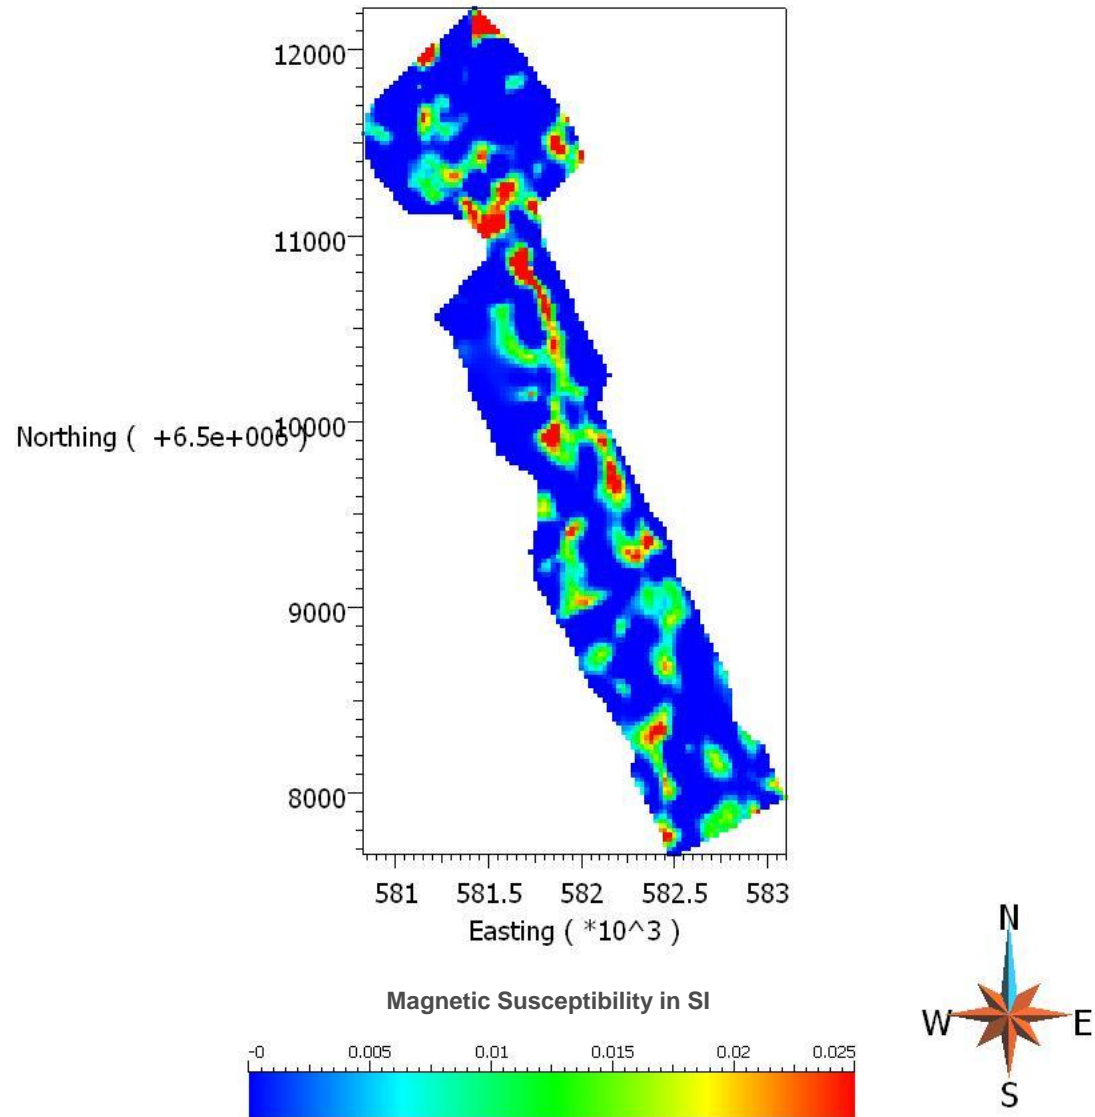 12000
11000
Northing ( +6.5e+006 )
10000
9000
8000
581 581.5 582 582.5 583
Easting ( *10^3 )
N
Magnetic Susceptibility in SI
W E
-0 0.005 0.01 0.015 0.02 0.025
S